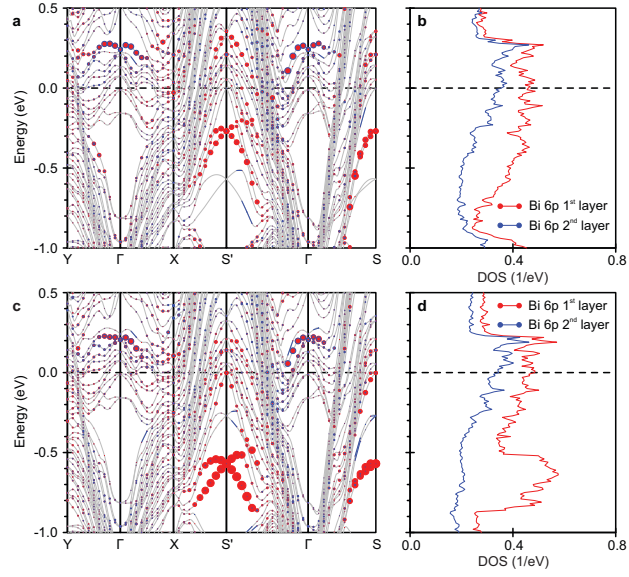 a
b
0.5
0.0
-0.5
-1.0
Energy (eV)
Y Γ X S' Γ S
Bi 6p 1st layer
Bi 6p 2nd layer
0.0 0.4 0.8
DOS (1/eV)
c
d
0.5
0.0
-0.5
-1.0
Energy (eV)
Y Γ X S' Γ S
Bi 6p 1st layer
Bi 6p 2nd layer
0.0 0.4 0.8
DOS (1/eV)